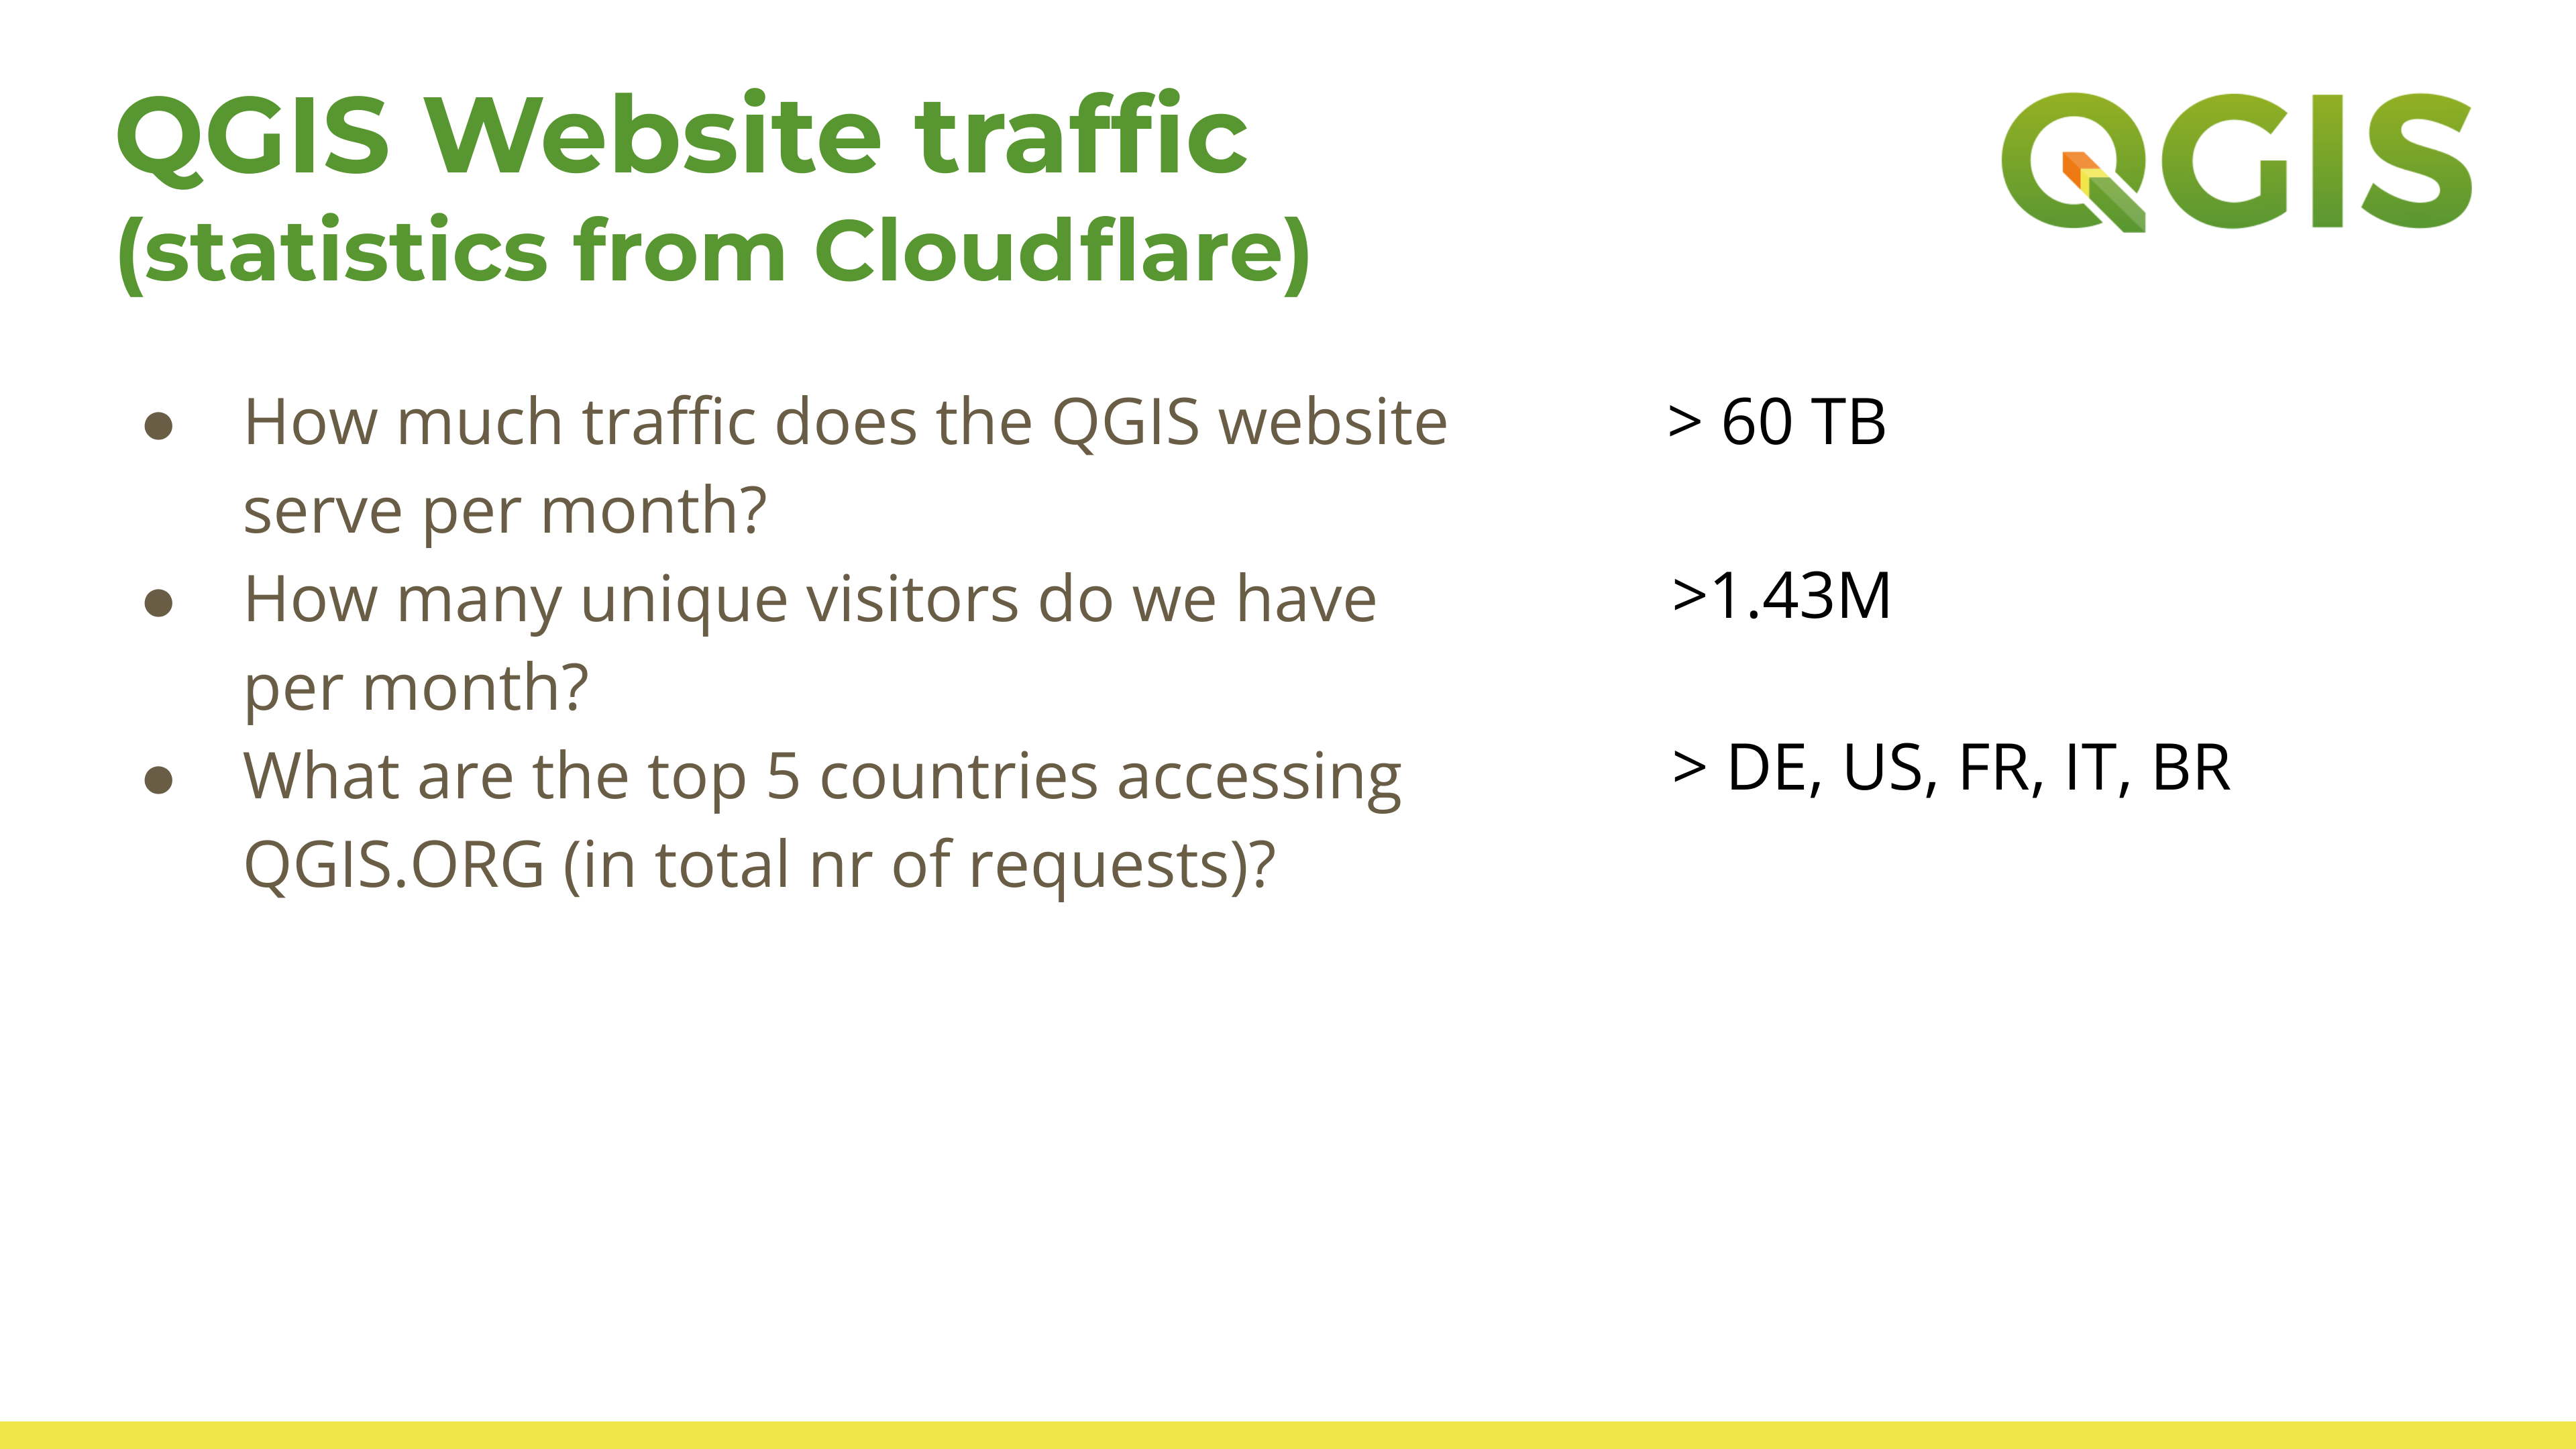 QGIS Website traffic
(statistics from Cloudflare)
QGIS
● How much traffic does the QGIS website
serve per month?
> 60 TB
● How many unique visitors do we have
per month?
>1.43M
● What are the top 5 countries accessing
QGIS.ORG (in total nr of requests)?
> DE, US, FR, IT, BR